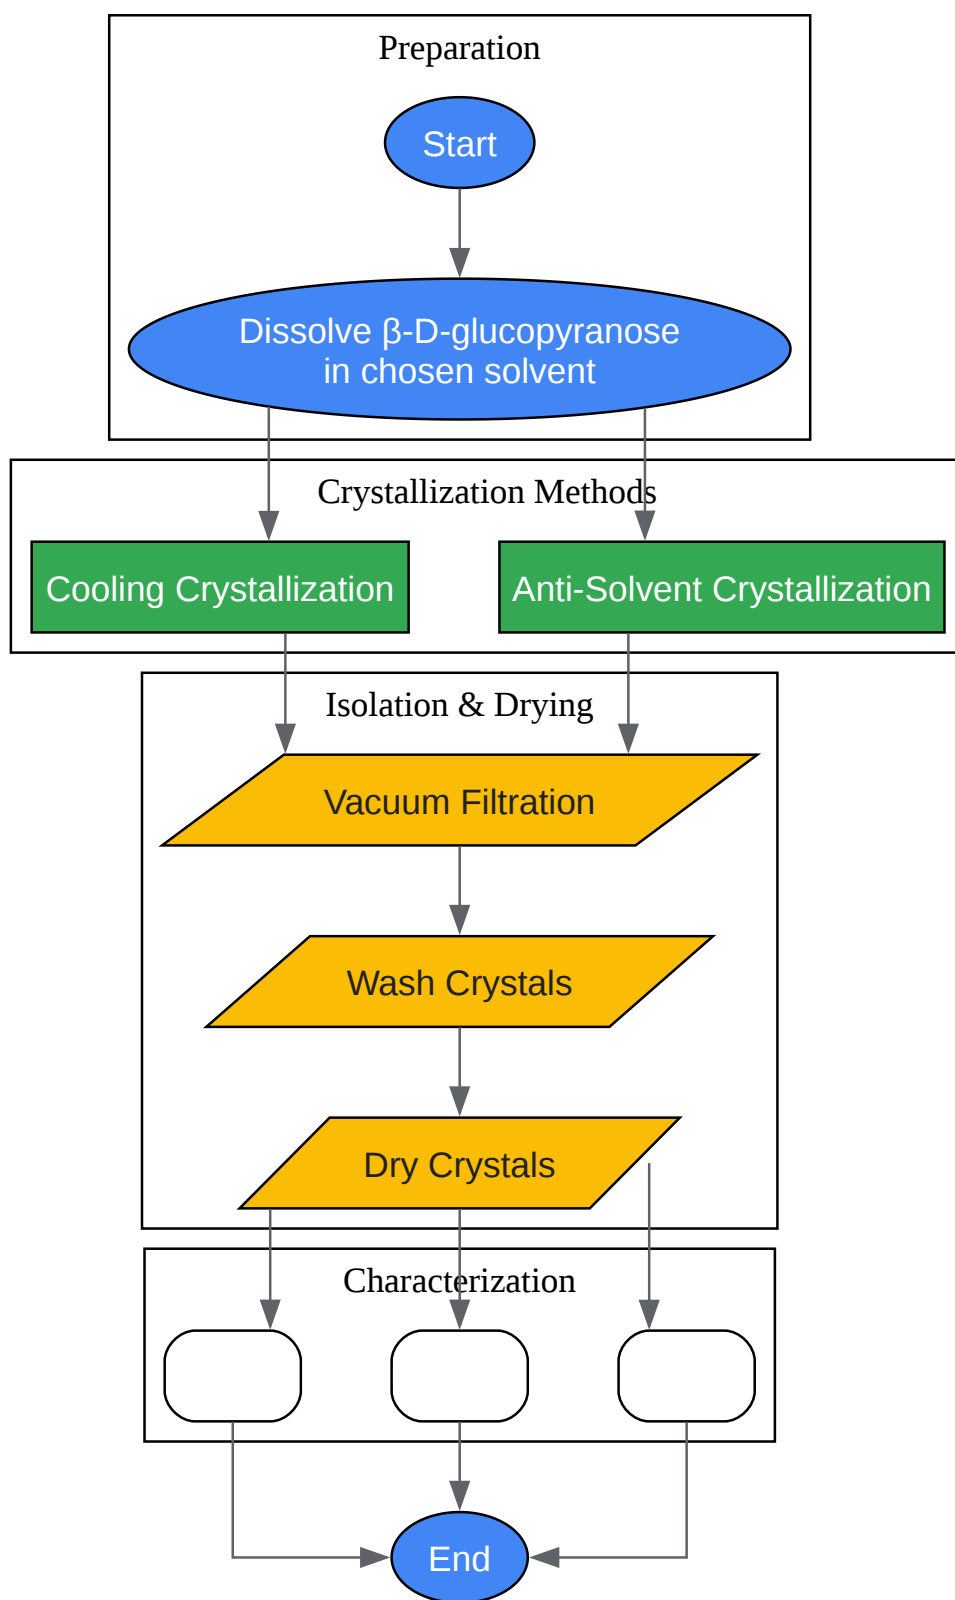 Preparation
Start
Dissolve β-D-glucopyranose
in chosen solvent
Crystallization Methods
Cooling Crystallization
Anti-Solvent Crystallization
Isolation & Drying
Vacuum Filtration
Wash Crystals
Dry Crystals
Characterization
End